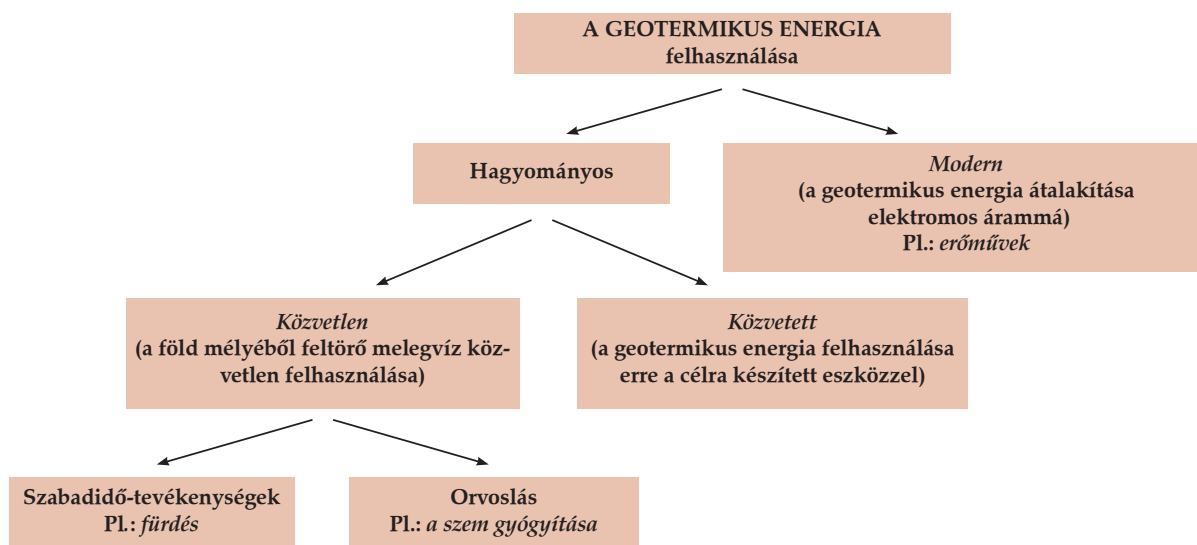 A GEOTERMIKUS ENERGIA
felhasználása
Hagyományos
Modern
(a geotermikus energia átalakítása
elektromos árammá)
Pl.: erőművek
Közvetlen
(a föld mélyéből feltörő melegvíz köz-
vetlen felhasználása)
Közvetett
(a geotermikus energia felhasználása
erre a célra készített eszközzel)
Szabadidő-tevékenységek
Pl.: fürdés
Orvoslás
Pl.: a szem gyógyítása